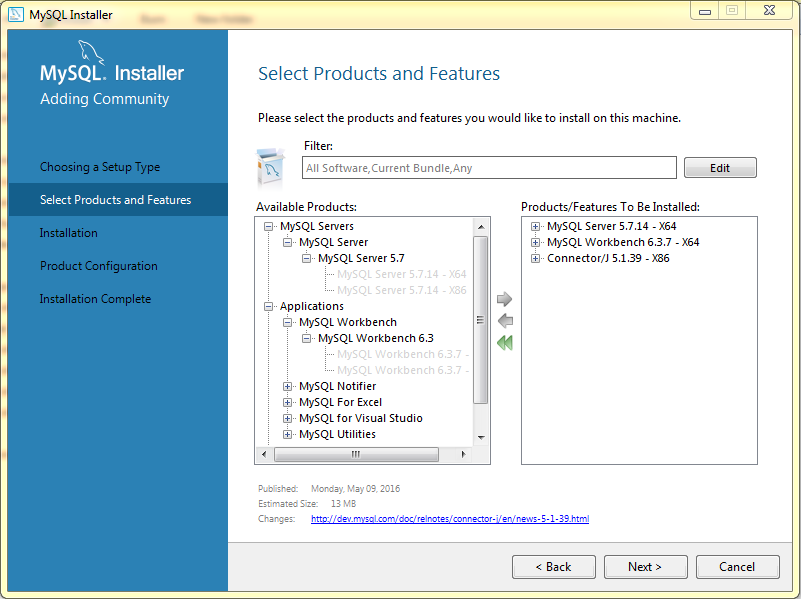 MySQL Installer
MySQL. Installer
Adding Community
Choosing a Setup Type
Select Products and Features
Installation
Product Configuration
Installation Complete
Select Products and Features
Please select the products and features you would like to install on this machine.
Filter:
All Software,Current Bundle,Any
Edit
Available Products:
MySQL Servers
MySQL Server
MySQL Server 5.7
MySQL Server 5.7.14 - X64
MySQL Server 5.7.14 - X86
Applications
MySQL Workbench
MySQL Workbench 6.3
MySQL Workbench 6.3.7 -
MySQL Workbench 6.3.7 -
MySQL Notifier
MySQL For Excel
MySQL for Visual Studio
MySQL Utilities
Products/Features To Be Installed:
MySQL Server 5.7.14 - X64
MySQL Workbench 6.3.7 - X64
Connector/J 5.1.39 - X86
Published: Monday, May 09, 2016
Estimated Size: 13 MB
Changes: http://dev.mysql.com/doc/relnotes/connector-j/en/news-5-1-39.html
< Back
Next >
Cancel